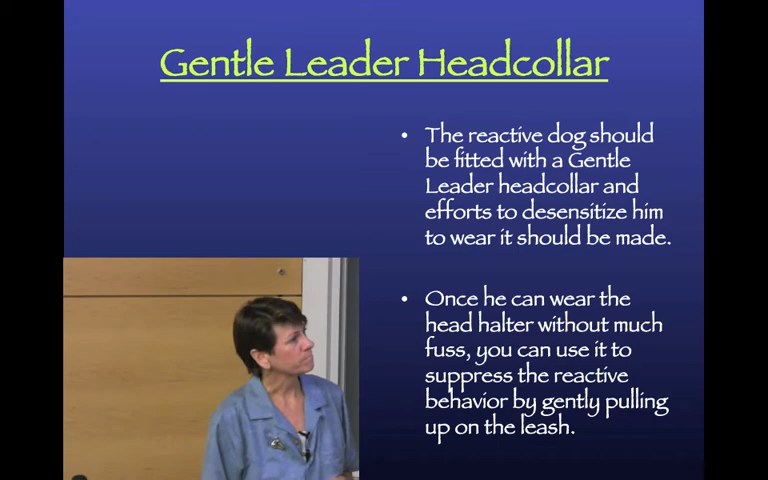 Gentle Leader Headcollar
• The reactive dog should
be fitted with a Gentle
Leader headcollar and
efforts to desensitize him
to wear it should be made.
• Once he can wear the
head halter without much
fuss, you can use it to
suppress the reactive
behavior by gently pulling
up on the leash.